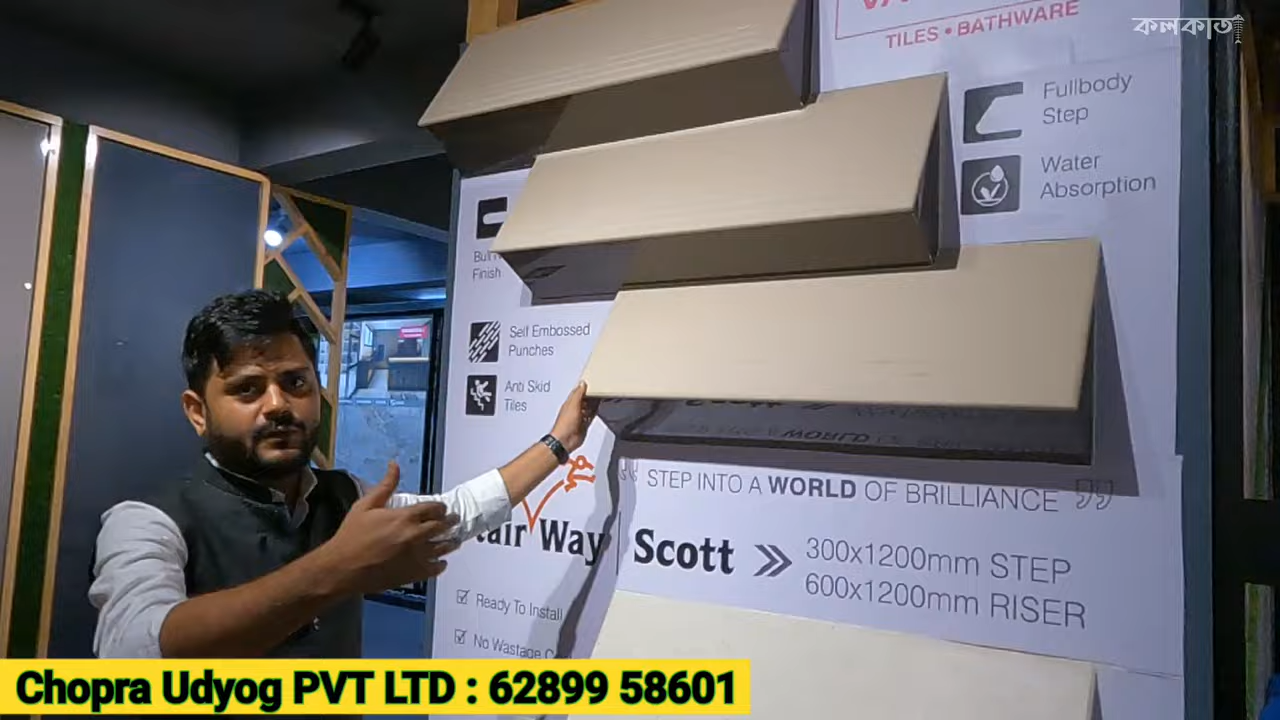 TILES • BATHWARE
কলকাতা
Fullbody
Step
Water
Absorption
Finish
Self Embossed
Punches
Anti Skid
Tiles
STEP INTO A WORLD OF BRILLIANCE
Way
Scott
300x1200mm STEP
600x1200mm RISER
Ready To Install
No Wastage
Chopra Udyog PVT LTD : 62899 58601